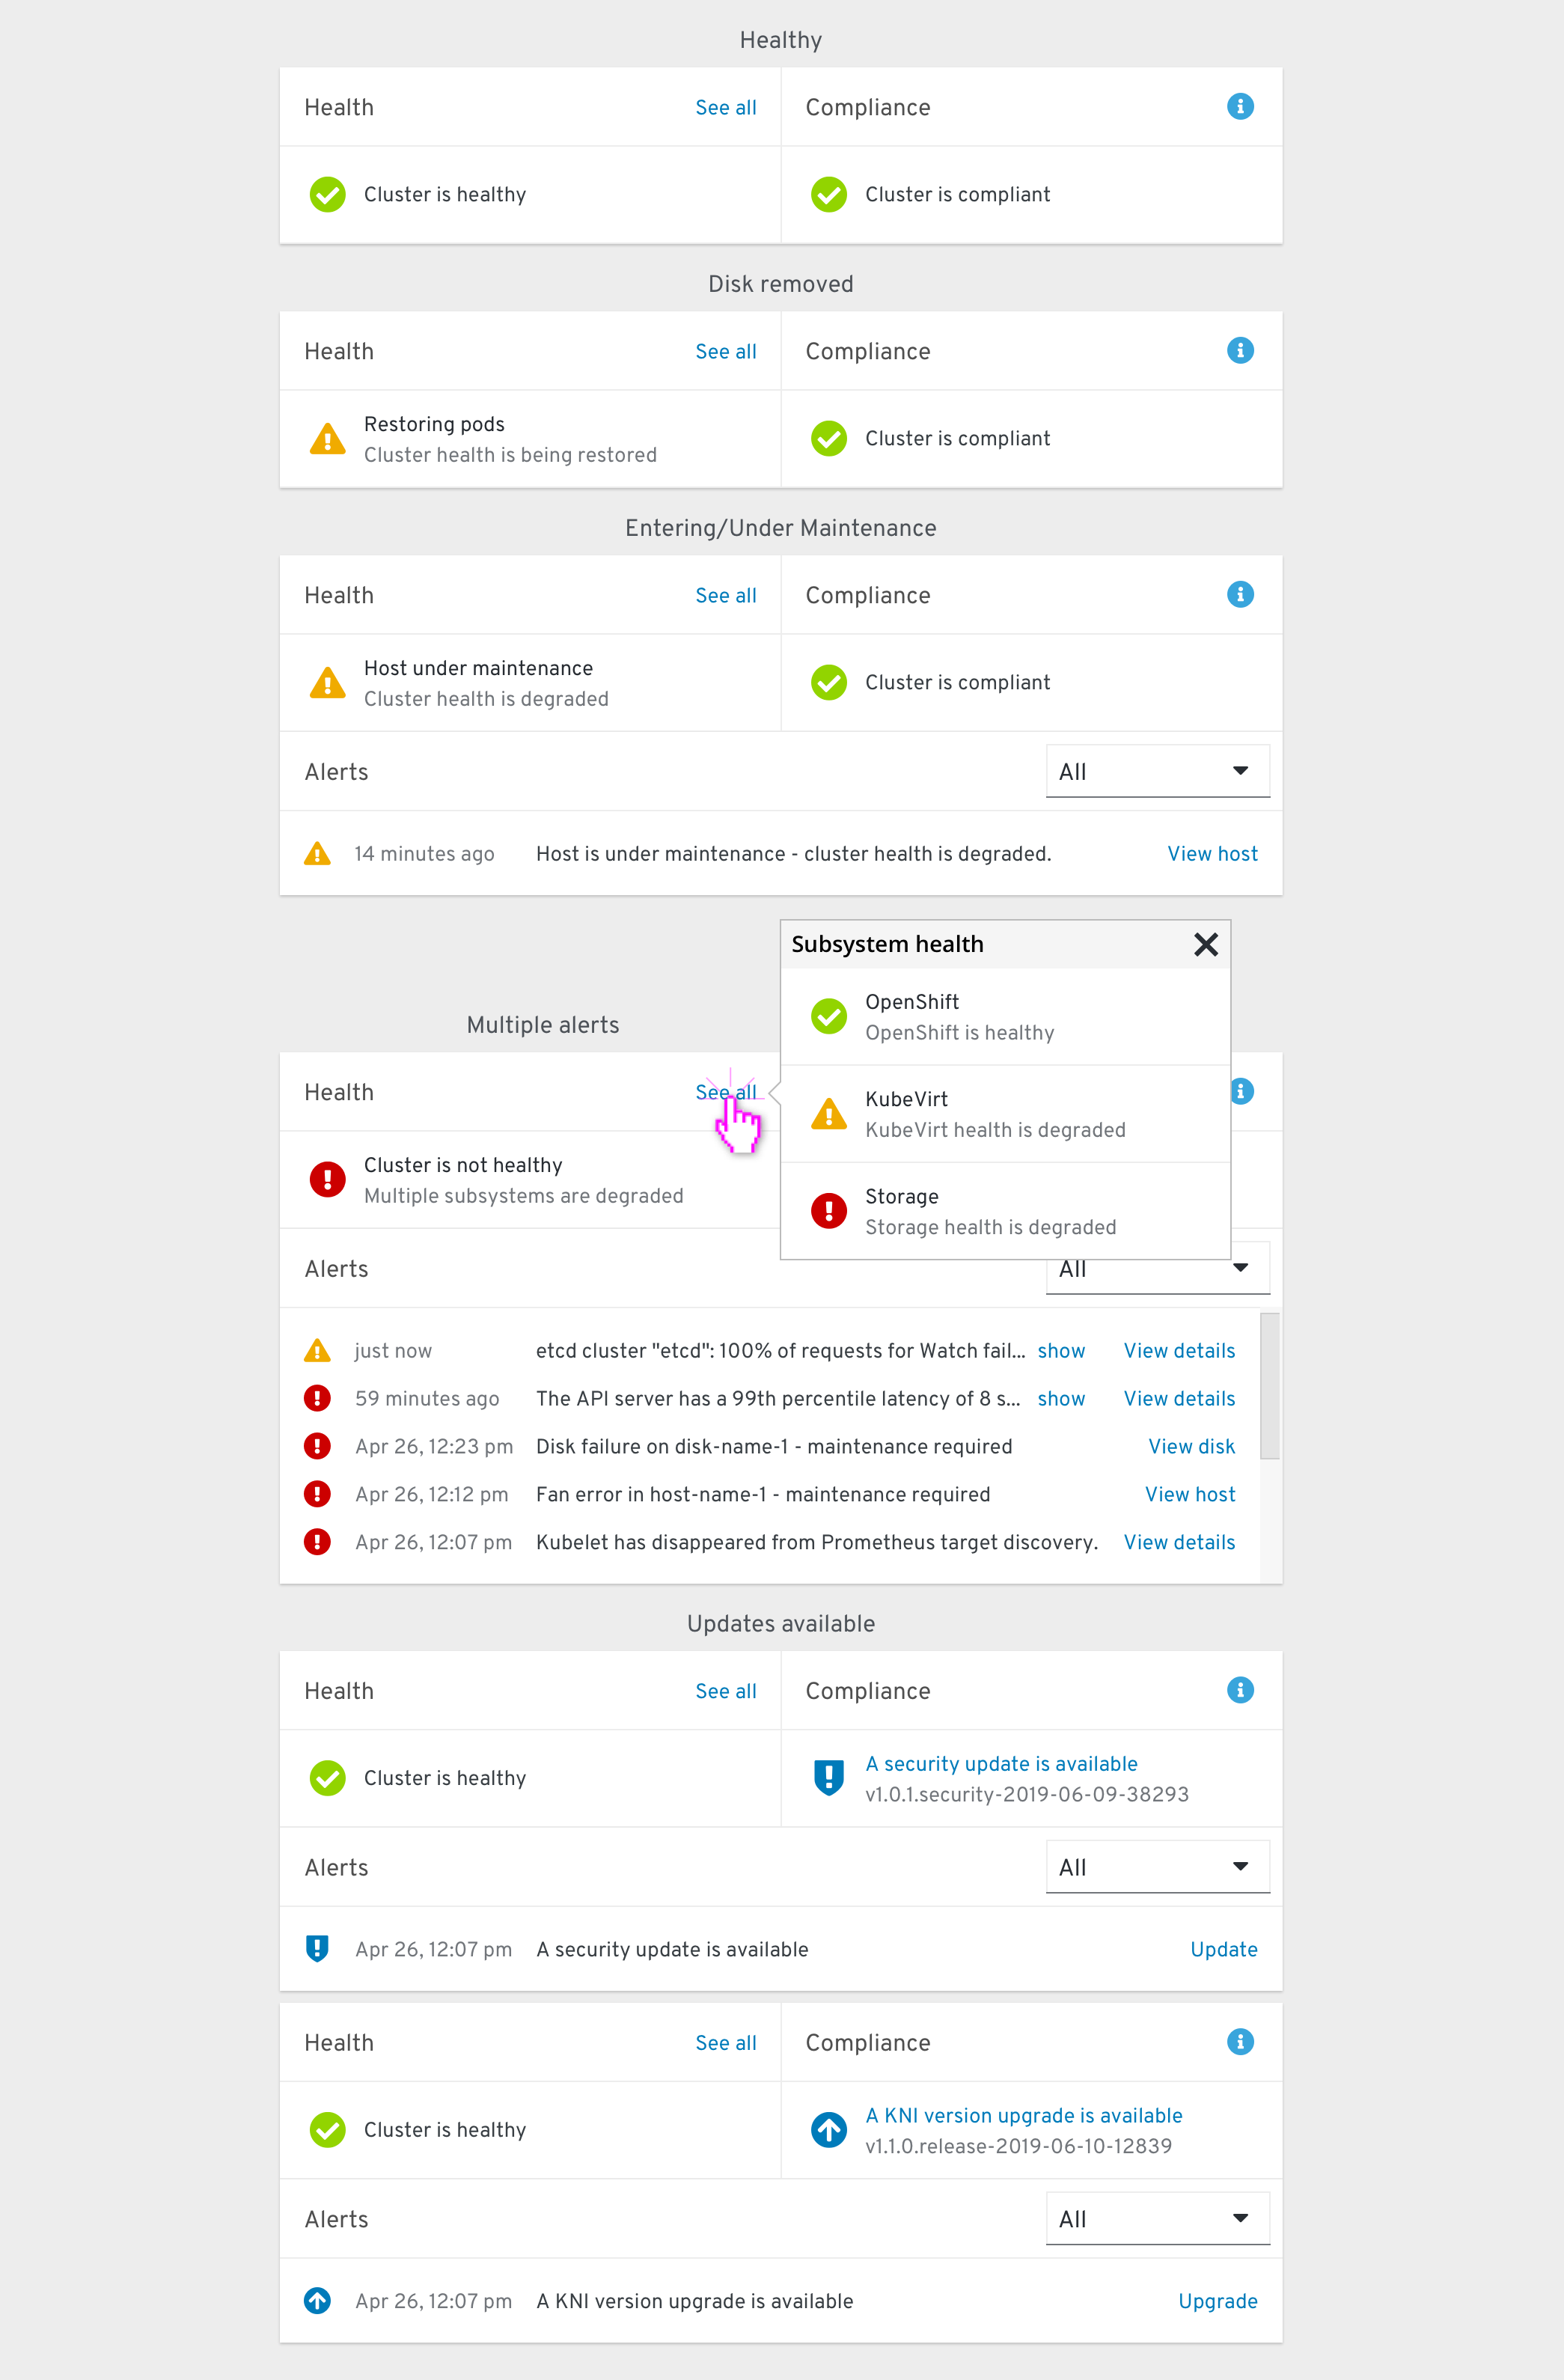 Healthy
Health See all Compliance
Cluster is healthy Cluster is compliant
Disk removed
Health See all Compliance
Restoring pods
Cluster health is being restored
Cluster is compliant
Entering/Under Maintenance
Health See all Compliance
Host under maintenance
Cluster health is degraded
Cluster is compliant
Alerts All
14 minutes ago Host is under maintenance - cluster health is degraded. View host
Subsystem health
OpenShift
OpenShift is healthy
KubeVirt
KubeVirt health is degraded
Storage
Storage health is degraded
Multiple alerts
Health See all
Cluster is not healthy
Multiple subsystems are degraded
Alerts All
just now etcd cluster "etcd": 100% of requests for Watch fail... show View details
59 minutes ago The API server has a 99th percentile latency of 8 s... show View details
Apr 26, 12:23 pm Disk failure on disk-name-1 - maintenance required View disk
Apr 26, 12:12 pm Fan error in host-name-1 - maintenance required View host
Apr 26, 12:07 pm Kubelet has disappeared from Prometheus target discovery. View details
Updates available
Health See all Compliance
Cluster is healthy
A security update is available
v1.0.1.security-2019-06-09-38293
Alerts All
Apr 26, 12:07 pm A security update is available Update
Health See all Compliance
Cluster is healthy
A KNI version upgrade is available
v1.1.0.release-2019-06-10-12839
Alerts All
Apr 26, 12:07 pm A KNI version upgrade is available Upgrade